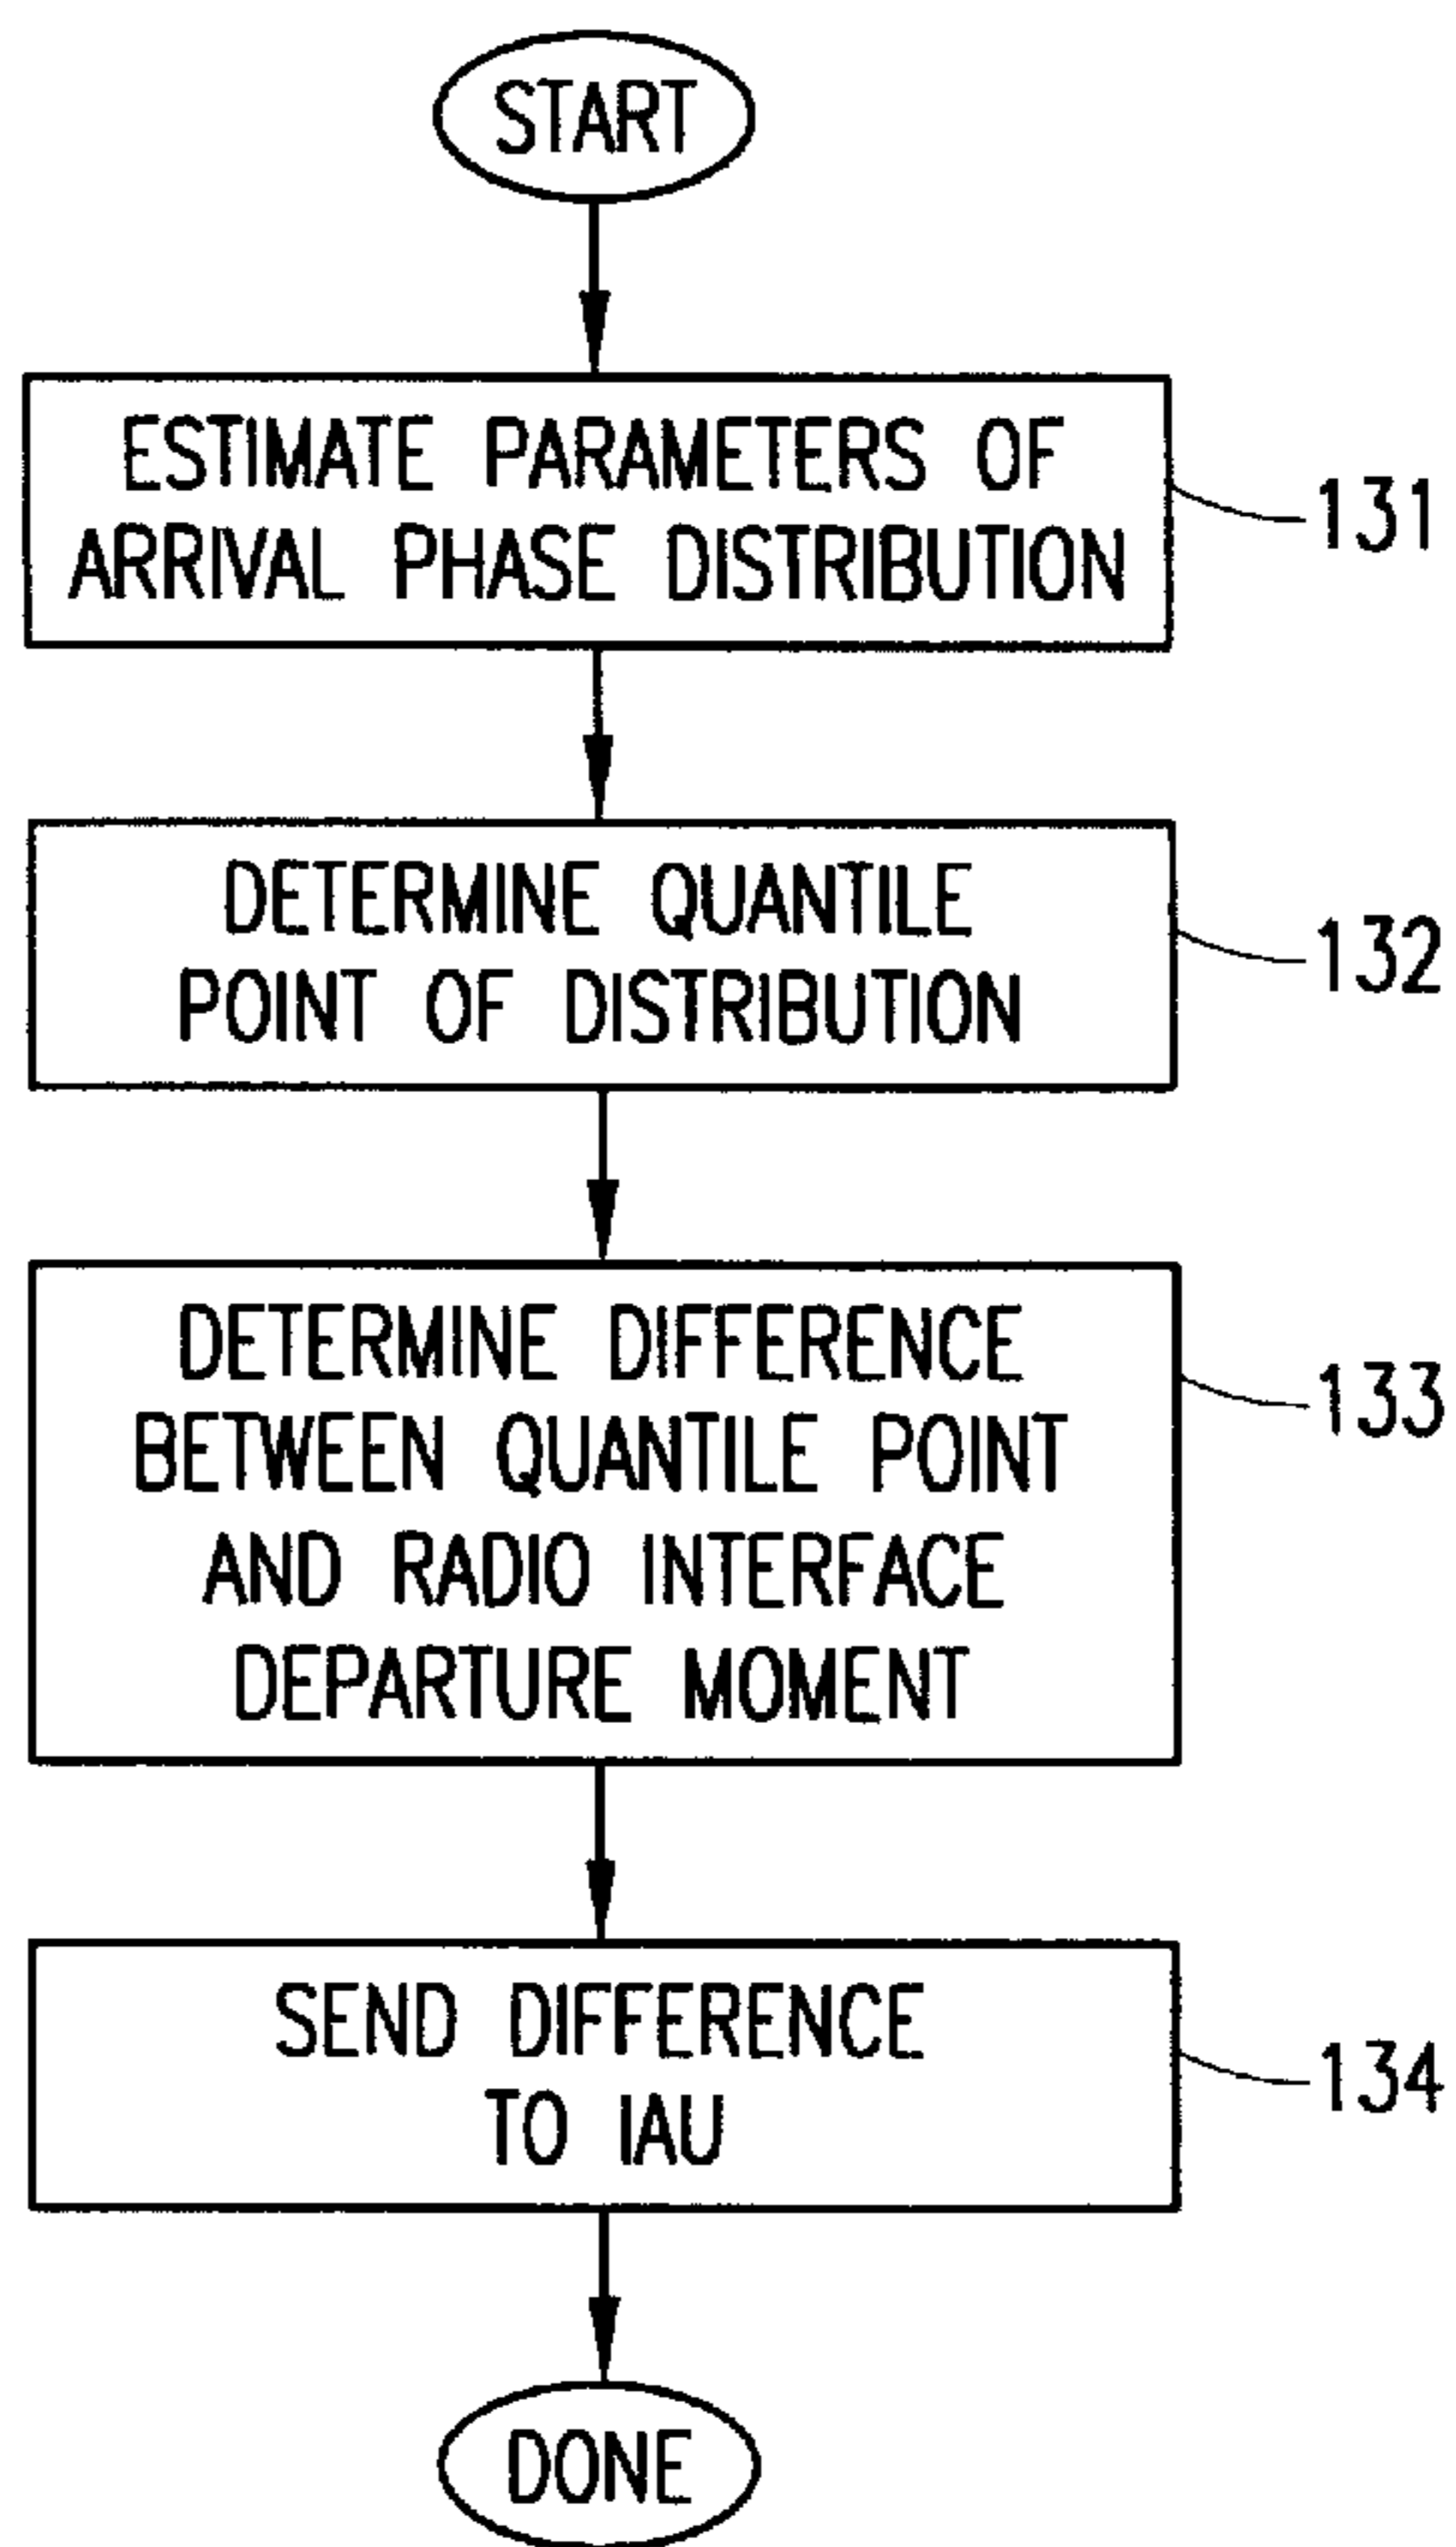 START
ESTIMATE PARAMETERS OF
ARRIVAL PHASE DISTRIBUTION
131
DETERMINE QUANTILE
POINT OF DISTRIBUTION
132
DETERMINE DIFFERENCE
BETWEEN QUANTILE POINT
AND RADIO INTERFACE
DEPARTURE MOMENT
133
SEND DIFFERENCE
TO IAU
134
DONE